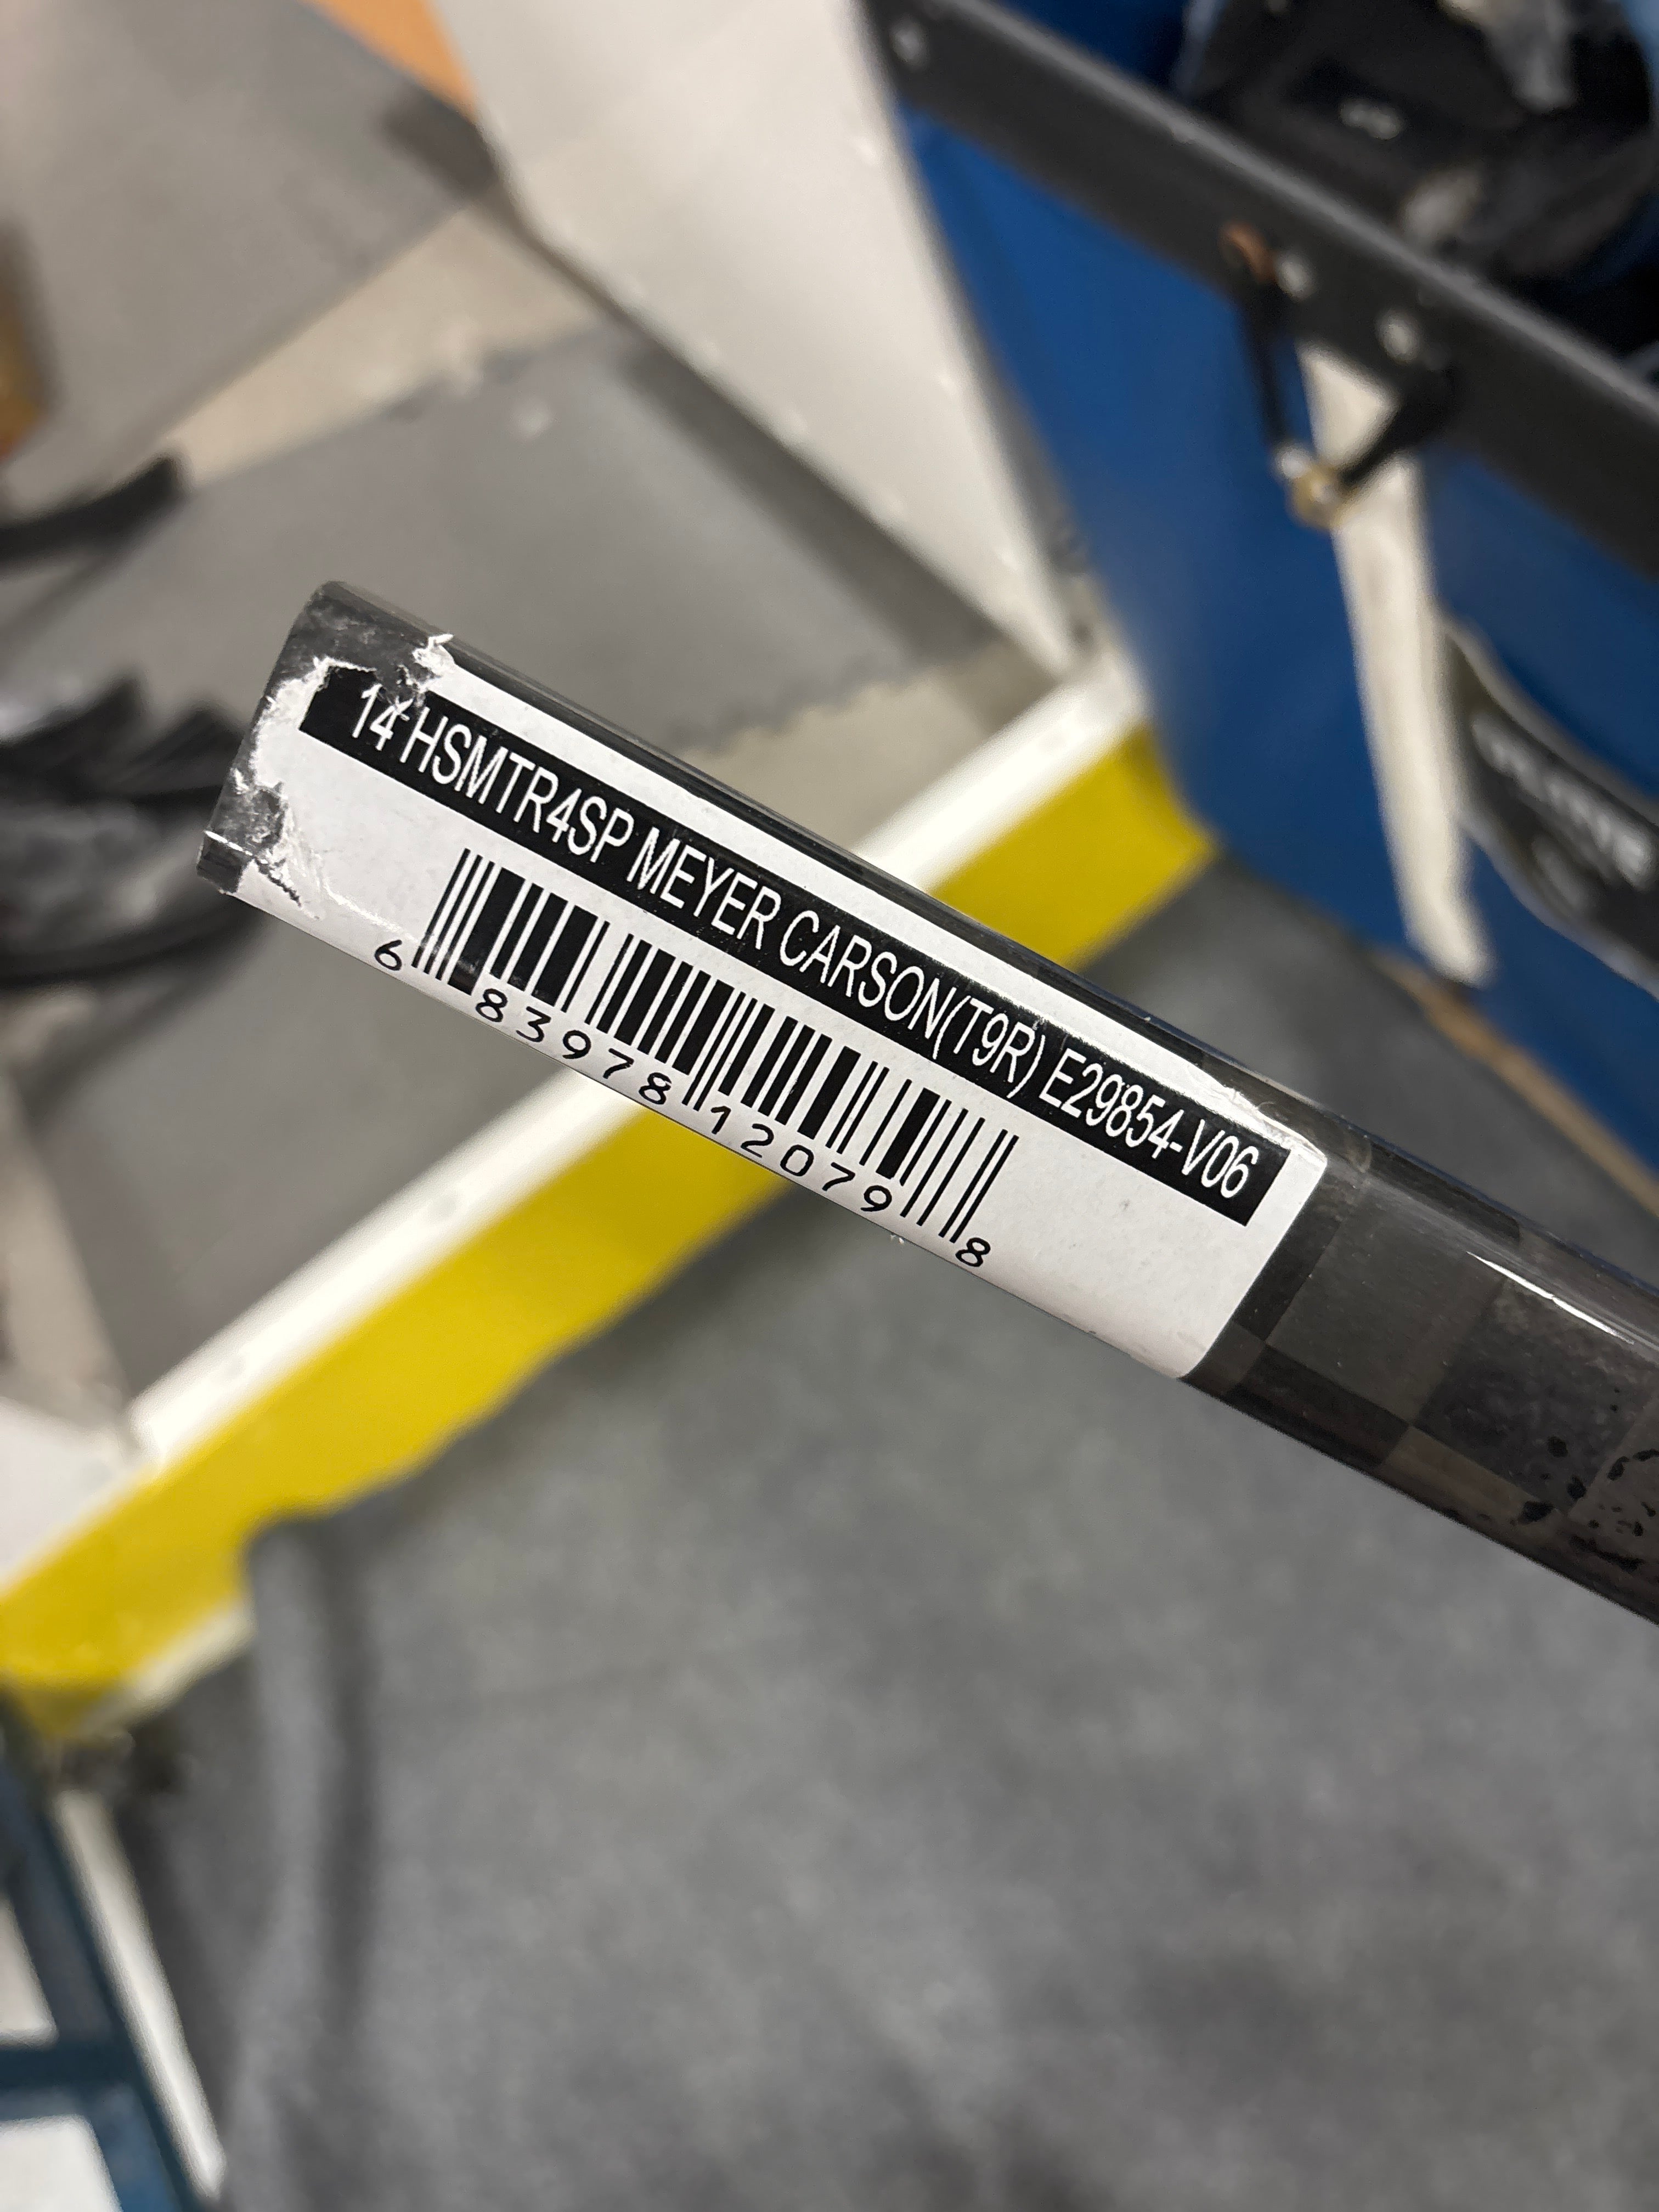 14 HSMTR4SP MEYER CARSON(T9R) E29854-V06
6 83978 12079 8